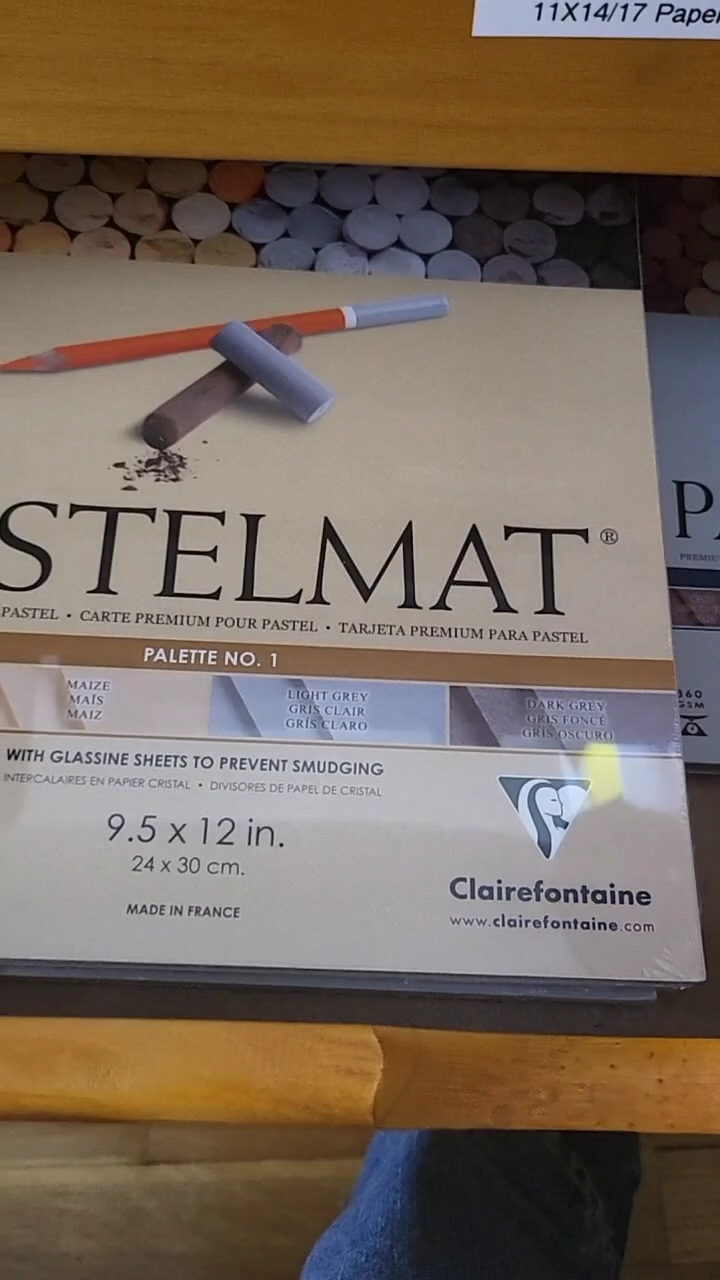 11X14/17 Paper
STELMAT®
PASTEL • CARTE PREMIUM POUR PASTEL • TARJETA PREMIUM PARA PASTEL
PALETTE NO. 1
MAIZE
MAÏS
MAIZ
LIGHT GREY
GRIS CLAIR
GRIS CLARO
DARK GREY
GRIS FONCÉ
GRIS OSCURO
WITH GLASSINE SHEETS TO PREVENT SMUDGING
INTERCALAIRES EN PAPIER CRISTAL • DIVISORES DE PAPEL DE CRISTAL
9.5 x 12 in.
24 x 30 cm.
MADE IN FRANCE
Clairefontaine
www.clairefontaine.com
PA
PREMIU
360
GSM